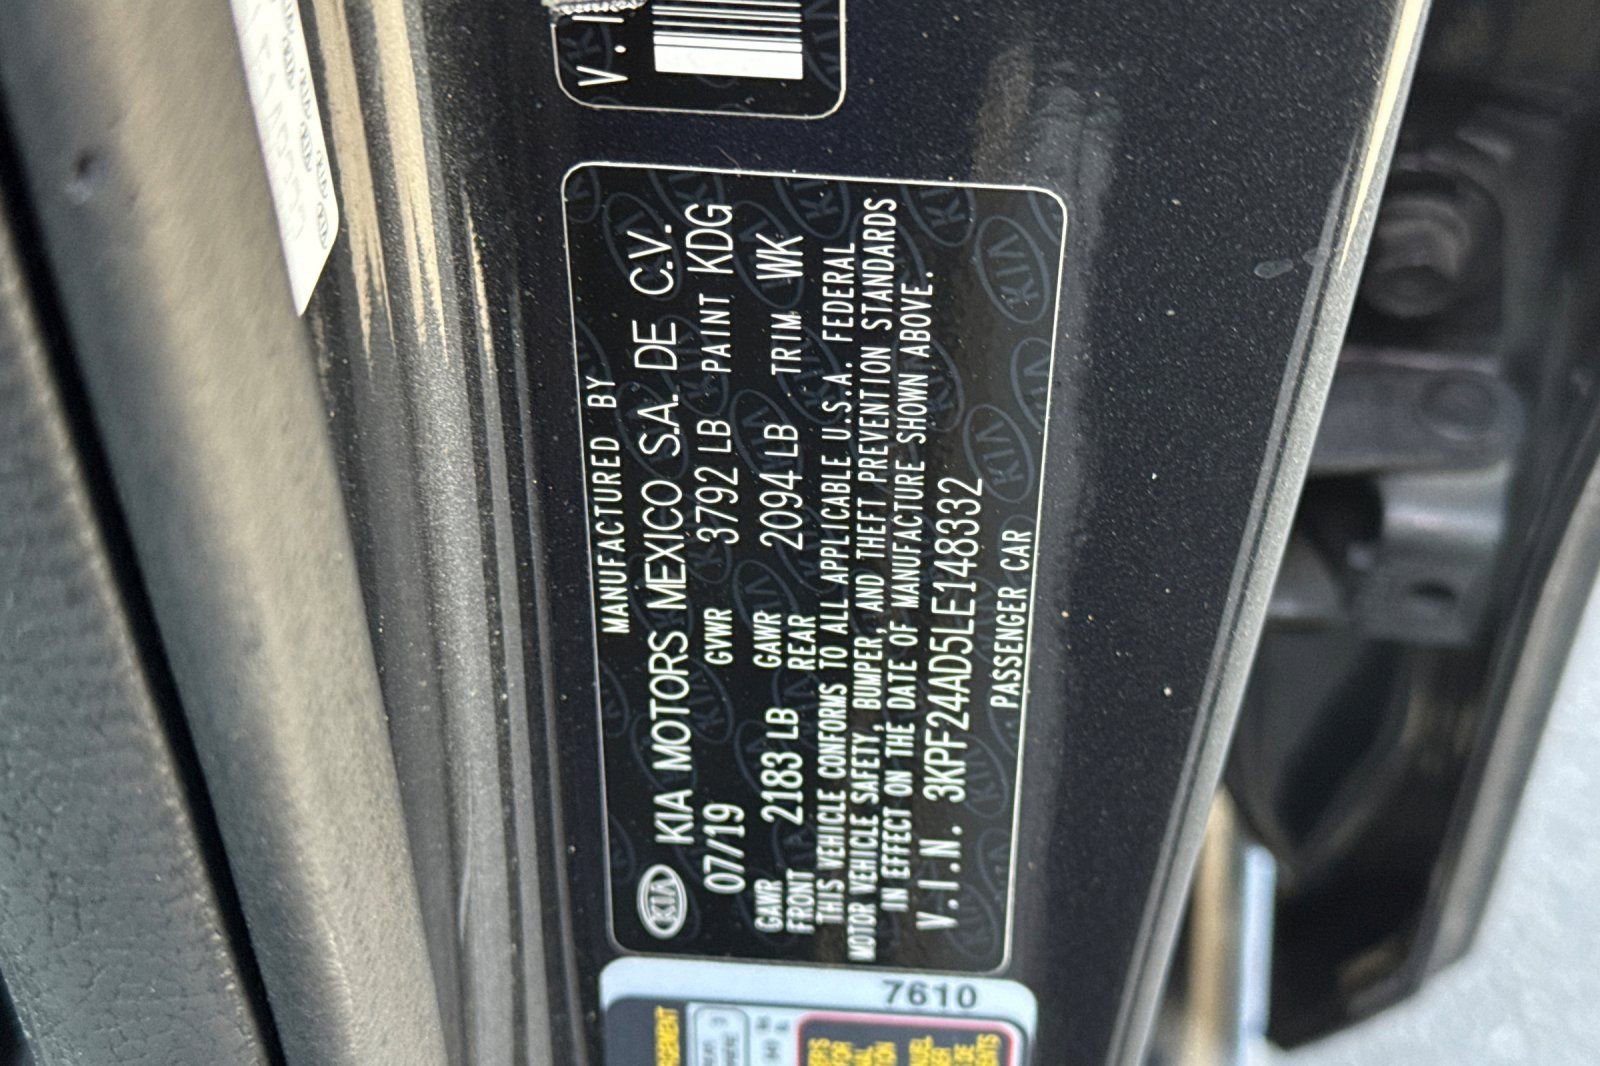 V.
MANUFACTURED BY
KIA KIA MOTORS MEXICO S.A. DE C.V.
07/19 GVWR 3792 LB PAINT KDG
GAWR FRONT 2183 LB GAWR REAR 2094 LB TRIM WK
THIS VEHICLE CONFORMS TO ALL APPLICABLE U.S.A. FEDERAL
MOTOR VEHICLE SAFETY, BUMPER, AND THEFT PREVENTION STANDARDS
IN EFFECT ON THE DATE OF MANUFACTURE SHOWN ABOVE.
V.I.N. 3KPF24AD5LE148332
PASSENGER CAR
7610